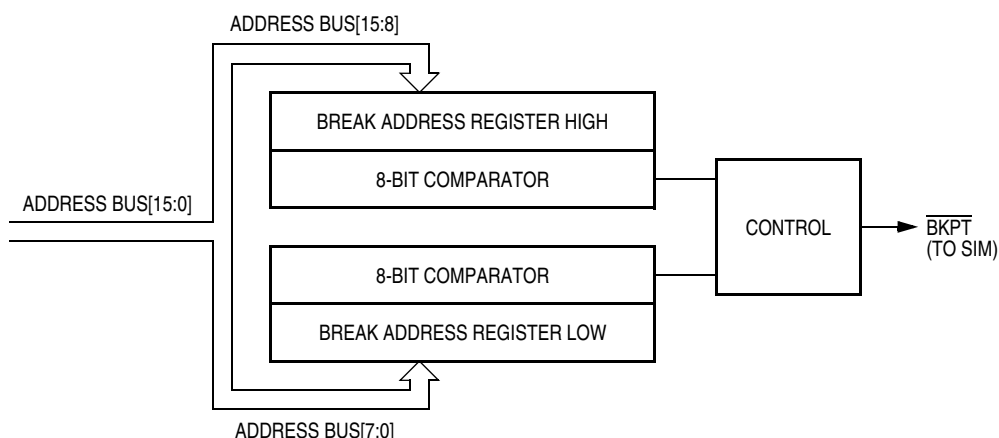 ADDRESS BUS[15:8]
BREAK ADDRESS REGISTER HIGH
8-BIT COMPARATOR
ADDRESS BUS[15:0]
CONTROL
BKPT
(TO SIM)
8-BIT COMPARATOR
BREAK ADDRESS REGISTER LOW
ADDRESS BUS[7:0]